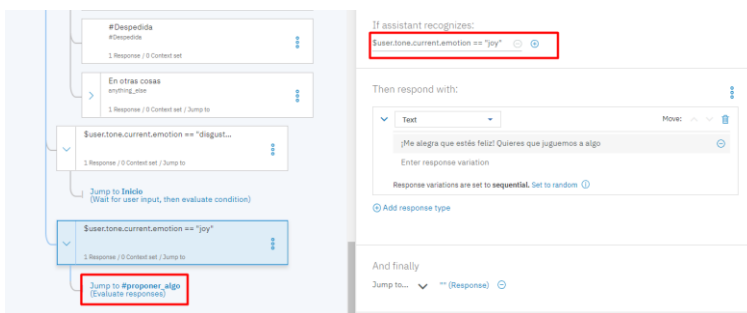 #Despedida
#Despedida
1 Response / 0 Context set
En otras cosas
anything_else
1 Response / 0 Context set / Jump to
$user.tone.current.emotion == "disgust...
1 Response / 0 Context set / Jump to
Jump to Inicio
(Wait for user input, then evaluate condition)
$user.tone.current.emotion == "joy"
1 Response / 0 Context set / Jump to
Jump to #proponer_algo
(Evaluate responses)
If assistant recognizes:
$user.tone.current.emotion == "joy"
Then respond with:
Text
Move:
¡Me alegra que estés feliz! Quieres que juguemos a algo
Enter response variation
Response variations are set to sequential. Set to random
Add response type
And finally
Jump to... "" (Response)